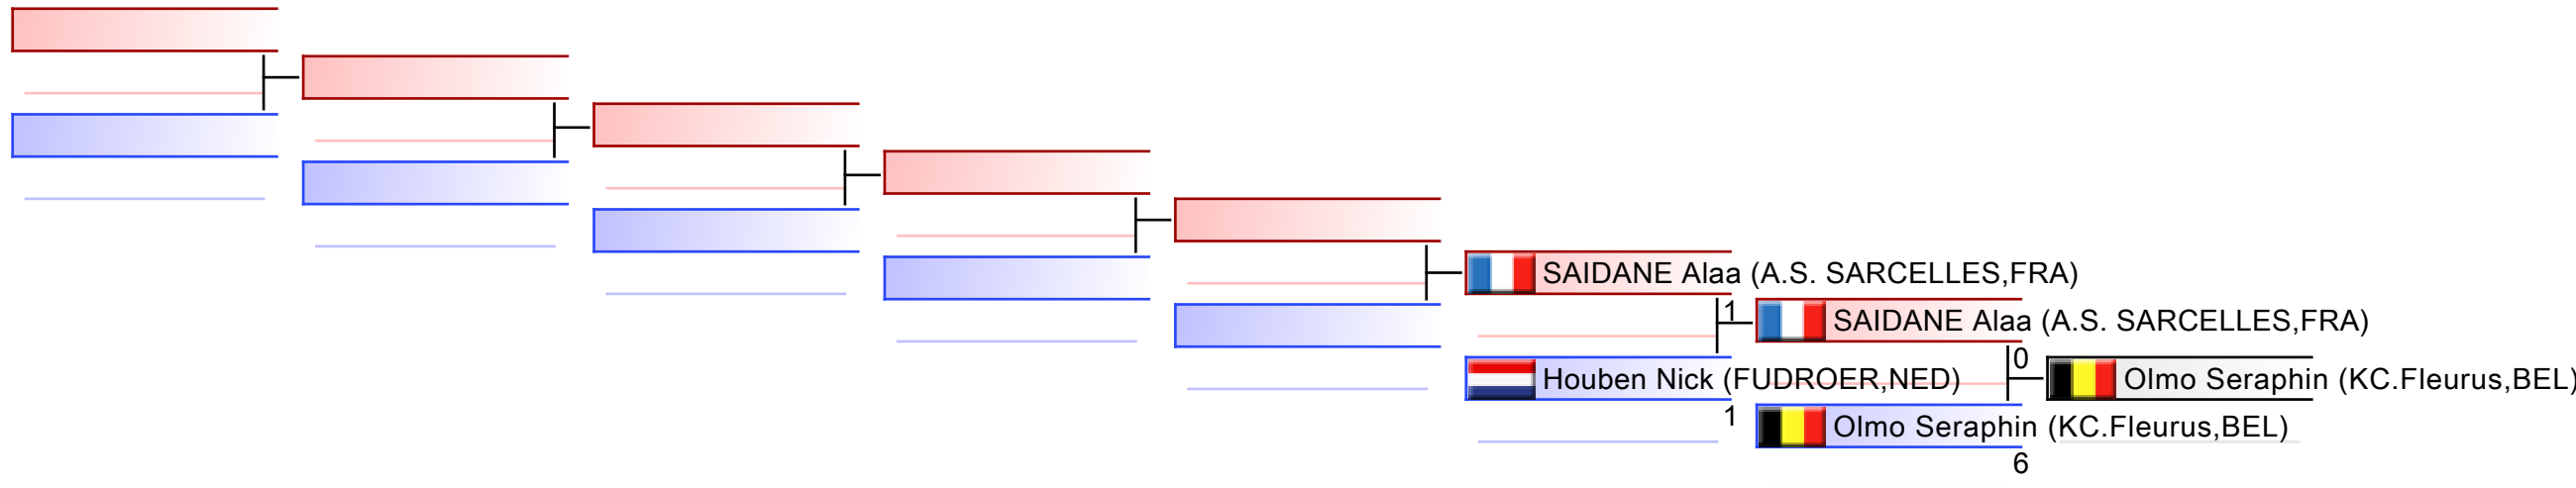 SAIDANE Alaa (A.S. SARCELLES,FRA)
1
SAIDANE Alaa (A.S. SARCELLES,FRA)
0
Houben Nick (FUDROER,NED)
Olmo Seraphin (KC.Fleurus,BEL)
1
Olmo Seraphin (KC.Fleurus,BEL)
6